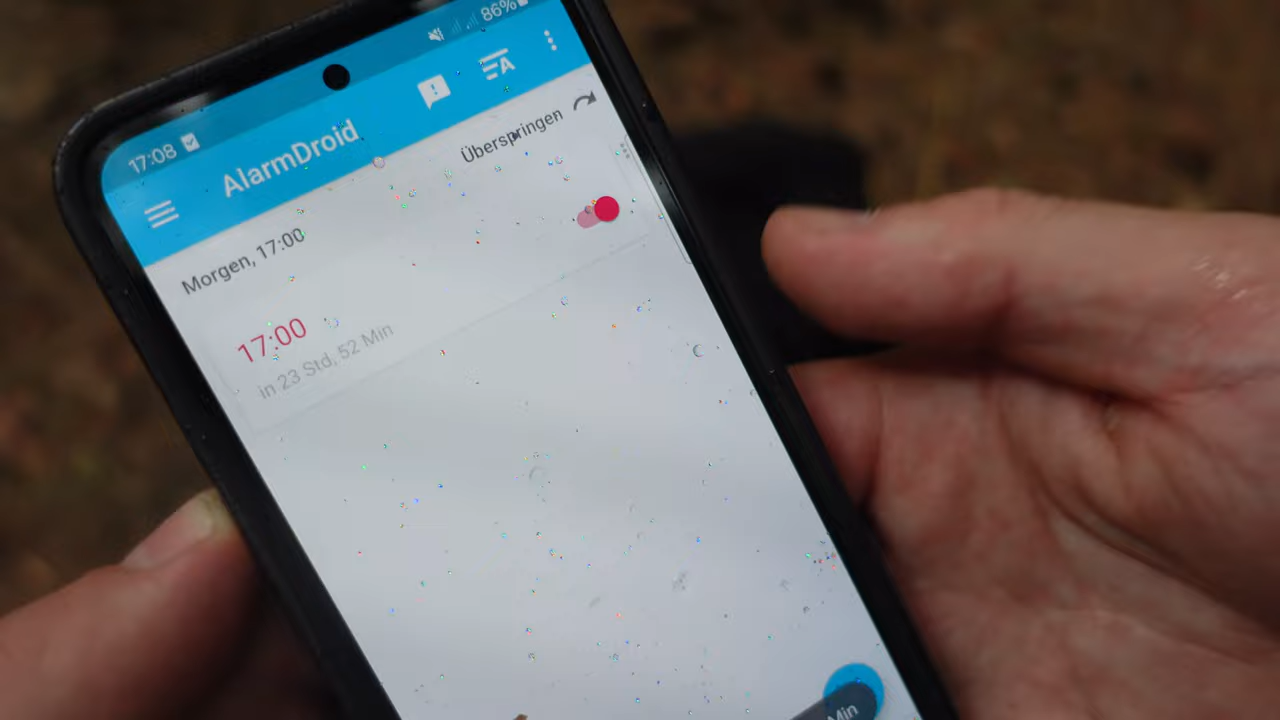 17:08
86%
AlarmDroid
Überspringen
Morgen, 17:00
17:00
in 23 Std, 52 Min
Min